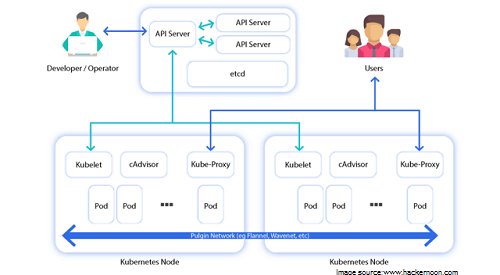 API Server
API Server
API Server
etcd
Developer / Operator
Users
Kubelet
cAdvisor
Kube-Proxy
Pod
Pod
Pod
Kubelet
cAdvisor
Kube-Proxy
Pod
Pod
Pod
Pulgin Network (eg Flannel, Wavenet, etc)
Kubernetes Node
Kubernetes Node
Image source: www.hackernoon.com